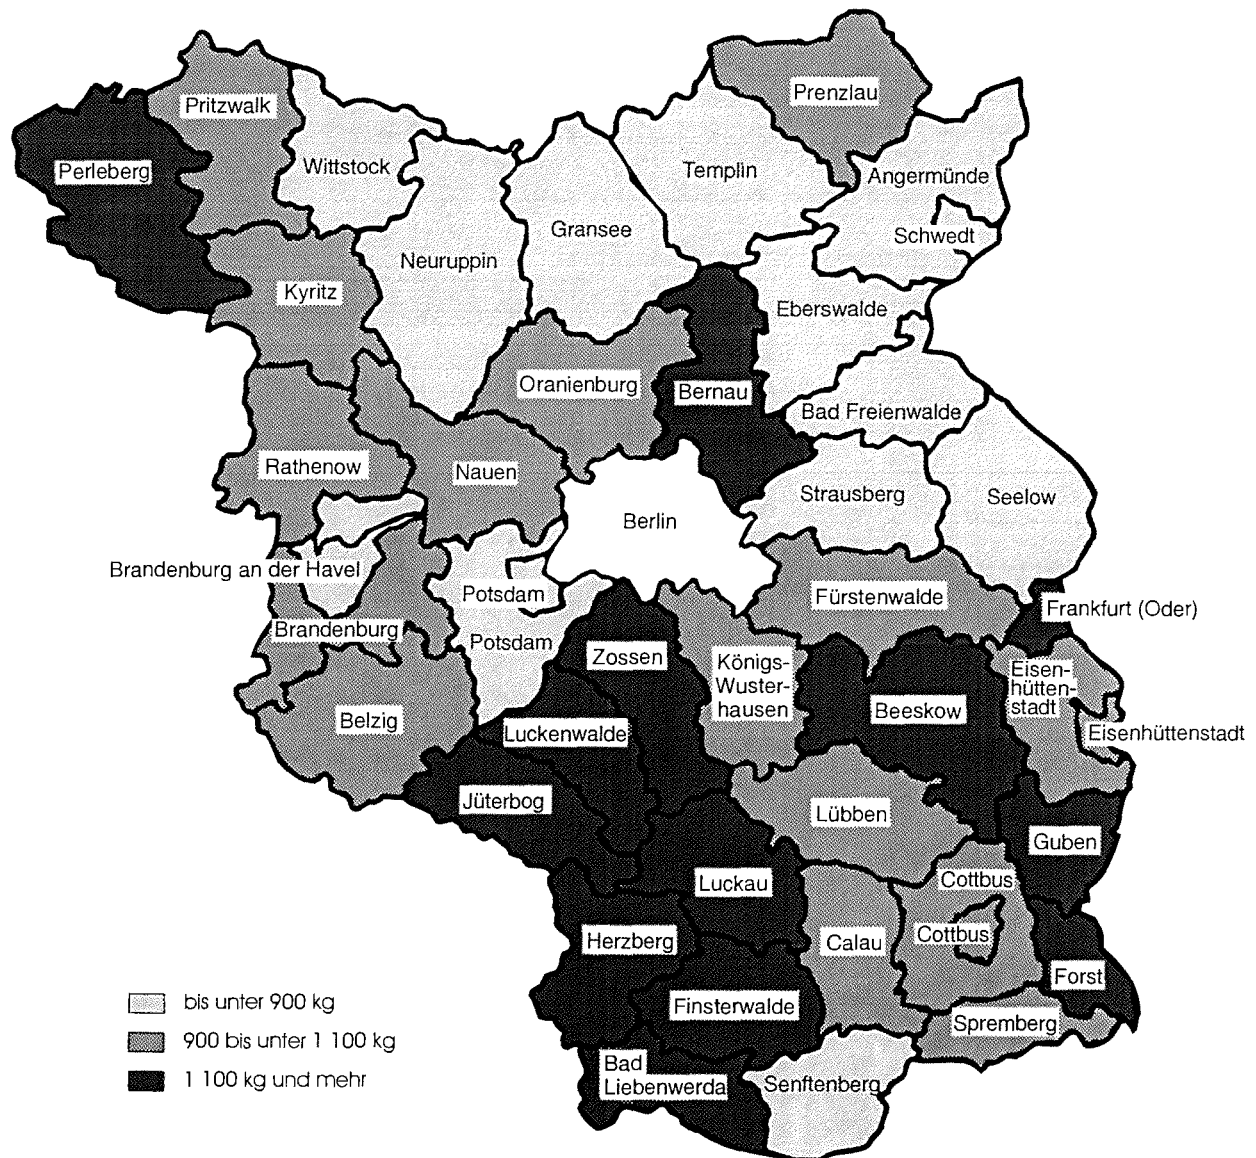 Prenzlau
Pritzwalk
Wittstock
Perleberg
Templin
Angermünde
Gransee
Schwedt
Neuruppin
Kyritz
Eberswalde
Oranienburg
Bernau
Bad Freienwalde
Rathenow
Nauen
Strausberg
Seelow
Berlin
Brandenburg an der Havel
Potsdam
Fürstenwalde
Frankfurt (Oder)
Brandenburg
Potsdam
Zossen
Königs-
Wuster-
hausen
Eisen-
hütten-
stadt
Belzig
Beeskow
Luckenwalde
Eisenhüttenstadt
Jüterbog
Lübben
Guben
Luckau
Cottbus
Herzberg
Calau
Cottbus
Forst
Finsterwalde
Spremberg
Bad
Liebenwerda
Senftenberg
bis unter 900 kg
900 bis unter 1 100 kg
1 100 kg und mehr